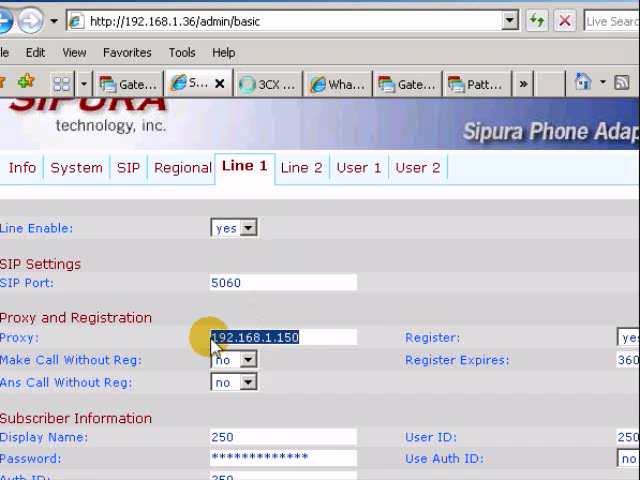 http://192.168.1.36/admin/basic
Live Sear
Edit View Favorites Tools Help
Gate... S... 3CX ... Wha... Gate... Patt... »
SIPURA
technology, inc.
Sipura Phone Adap
Info System SIP Regional Line 1 Line 2 User 1 User 2
Line Enable: yes
SIP Settings
SIP Port: 5060
Proxy and Registration
Proxy: 192.168.1.150 Register: yes
Make Call Without Reg: no Register Expires: 360
Ans Call Without Reg: no
Subscriber Information
Display Name: 250 User ID: 250
Password: ************* Use Auth ID: no
Auth ID: 250